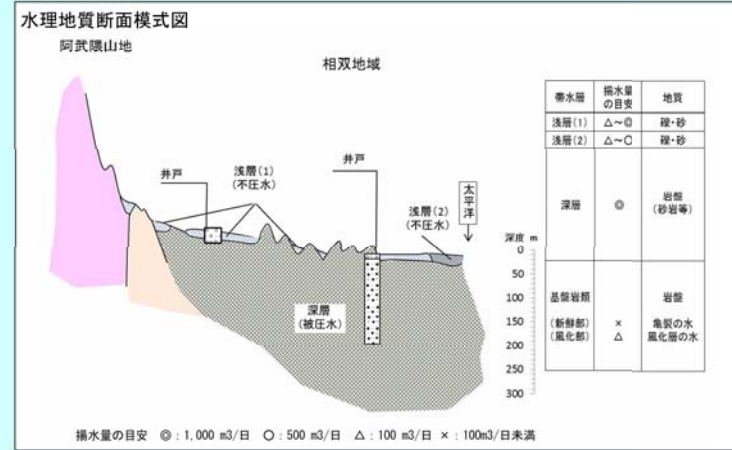 水理地質断面模式図
阿武隈山地
相双地域
井戸
浅層(1)
(不圧水)
井戸
浅層(2)
(不圧水)
太平洋
深層
(被圧水)
深度 m
0
50
100
150
200
250
300
帯水層 揚水量の目安 地質
浅層(1) △~◎ 礫・砂
浅層(2) △~○ 礫・砂
深層 ◎ 岩盤
(砂岩等)
基盤岩類 岩盤
(新鮮部) × 亀裂の水
(風化部) △ 風化層の水
揚水量の目安 ◎:1,000 m3/日 ○:500 m3/日 △:100 m3/日 ×:100m3/日未満